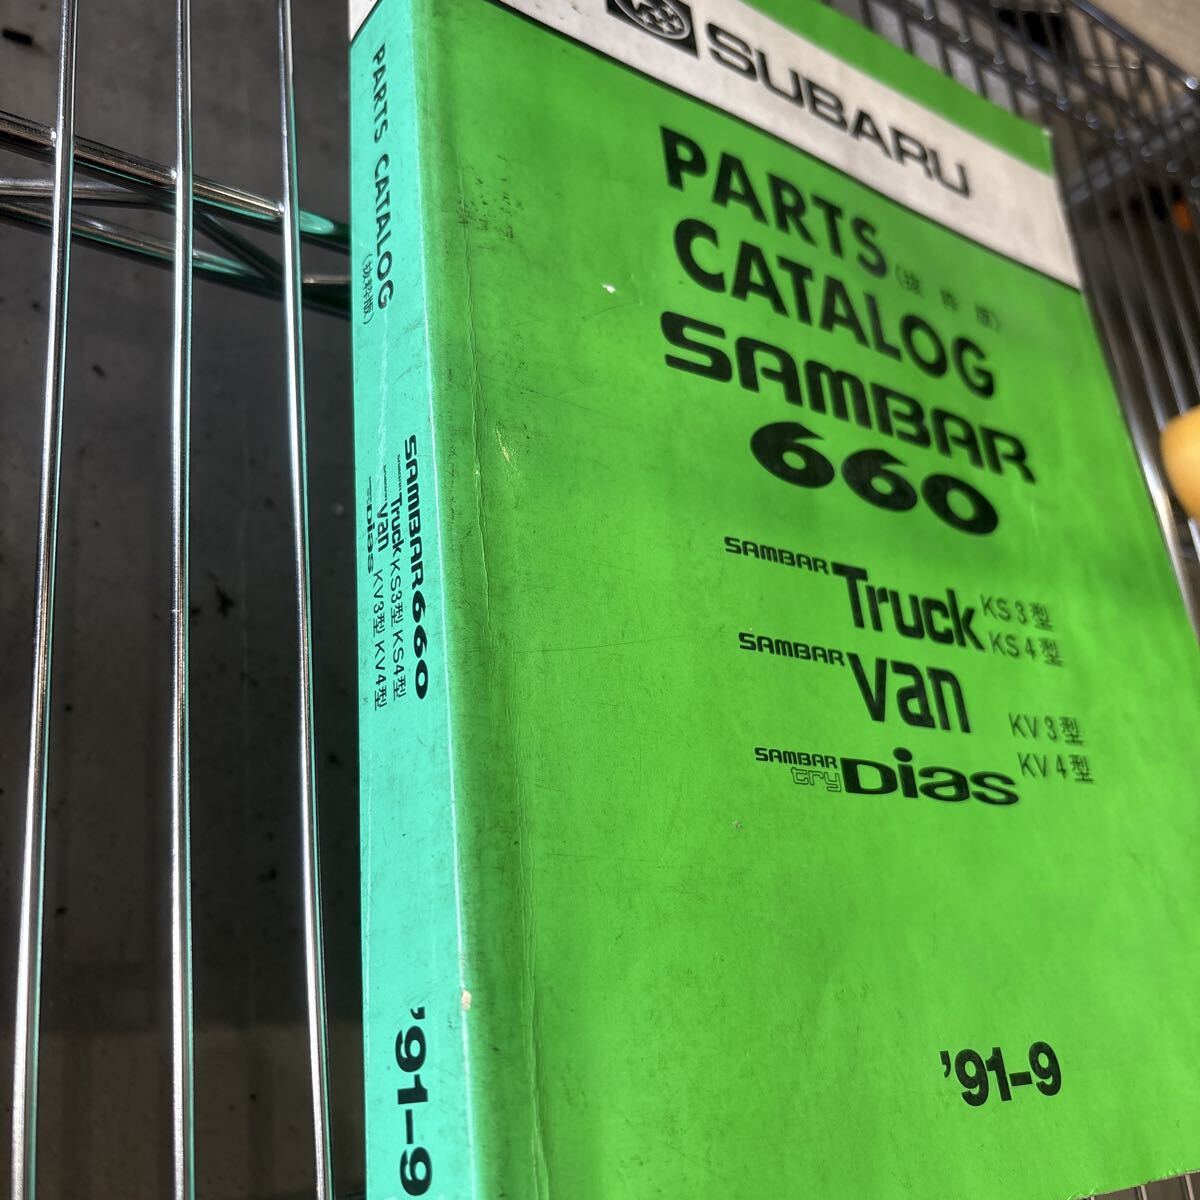 SUBARU
PARTS
CATALOG
(抜粋版)
SAMBAR
660
SAMBAR Truck KS3型
KS4型
SAMBAR Van KV3型
KV4型
SAMBAR try Dias
'91-9
PARTS CATALOG
(抜粋版)
SAMBAR660
SAMBAR Truck KS3型 KS4型
SAMBAR Van KV3型 KV4型
Dias
'91-9